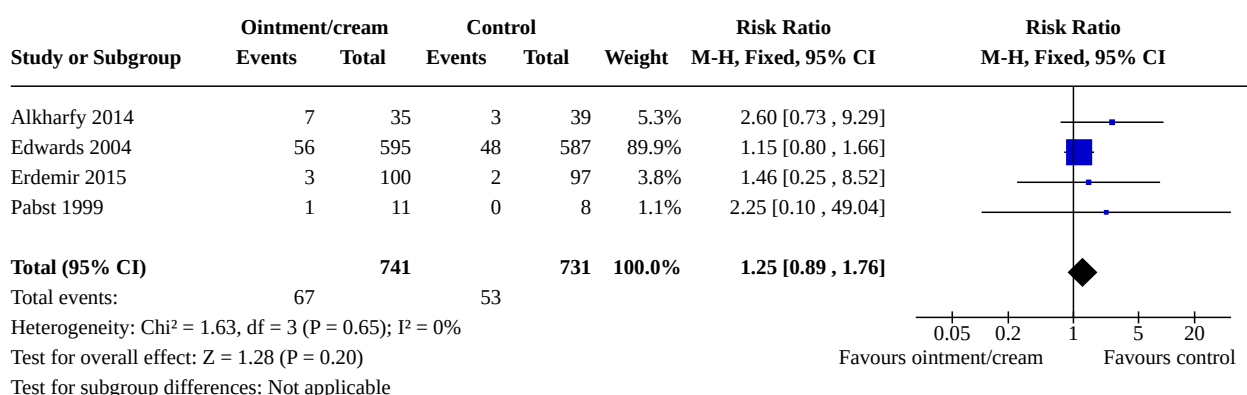 Ointment/cream Control Risk Ratio Risk Ratio
Study or Subgroup Events Total Events Total Weight M-H, Fixed, 95% CI M-H, Fixed, 95% CI
Alkharfy 2014 7 35 3 39 5.3% 2.60 [0.73 , 9.29]
Edwards 2004 56 595 48 587 89.9% 1.15 [0.80 , 1.66]
Erdemir 2015 3 100 2 97 3.8% 1.46 [0.25 , 8.52]
Pabst 1999 1 11 0 8 1.1% 2.25 [0.10 , 49.04]
Total (95% CI) 741 731 100.0% 1.25 [0.89 , 1.76]
Total events: 67 53
Heterogeneity: Chi² = 1.63, df = 3 (P = 0.65); I² = 0%
0.05 0.2 1 5 20
Test for overall effect: Z = 1.28 (P = 0.20) Favours ointment/cream Favours control
Test for subgroup differences: Not applicable